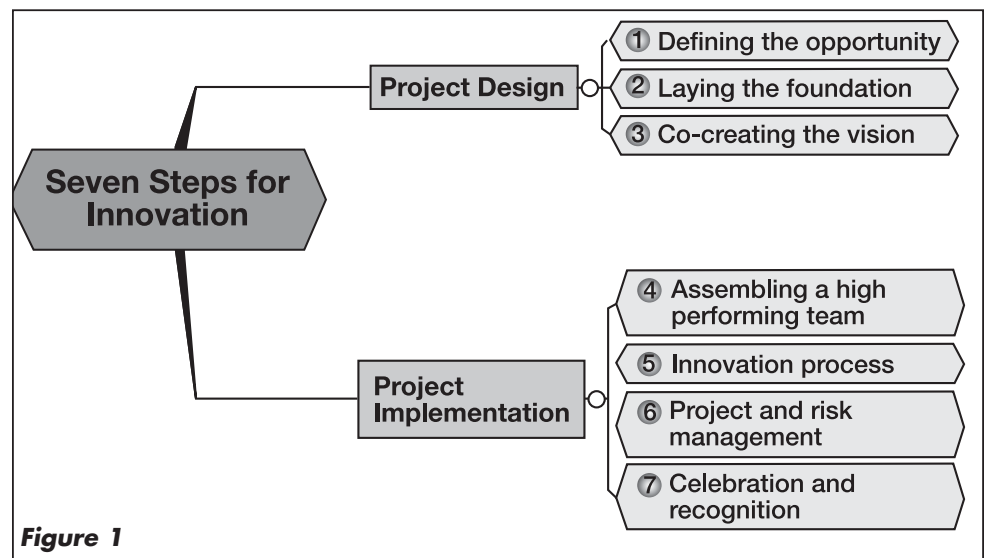 Seven Steps for
Innovation
Project Design
1 Defining the opportunity
2 Laying the foundation
3 Co-creating the vision
Project
Implementation
4 Assembling a high
performing team
5 Innovation process
6 Project and risk
management
7 Celebration and
recognition
Figure 1